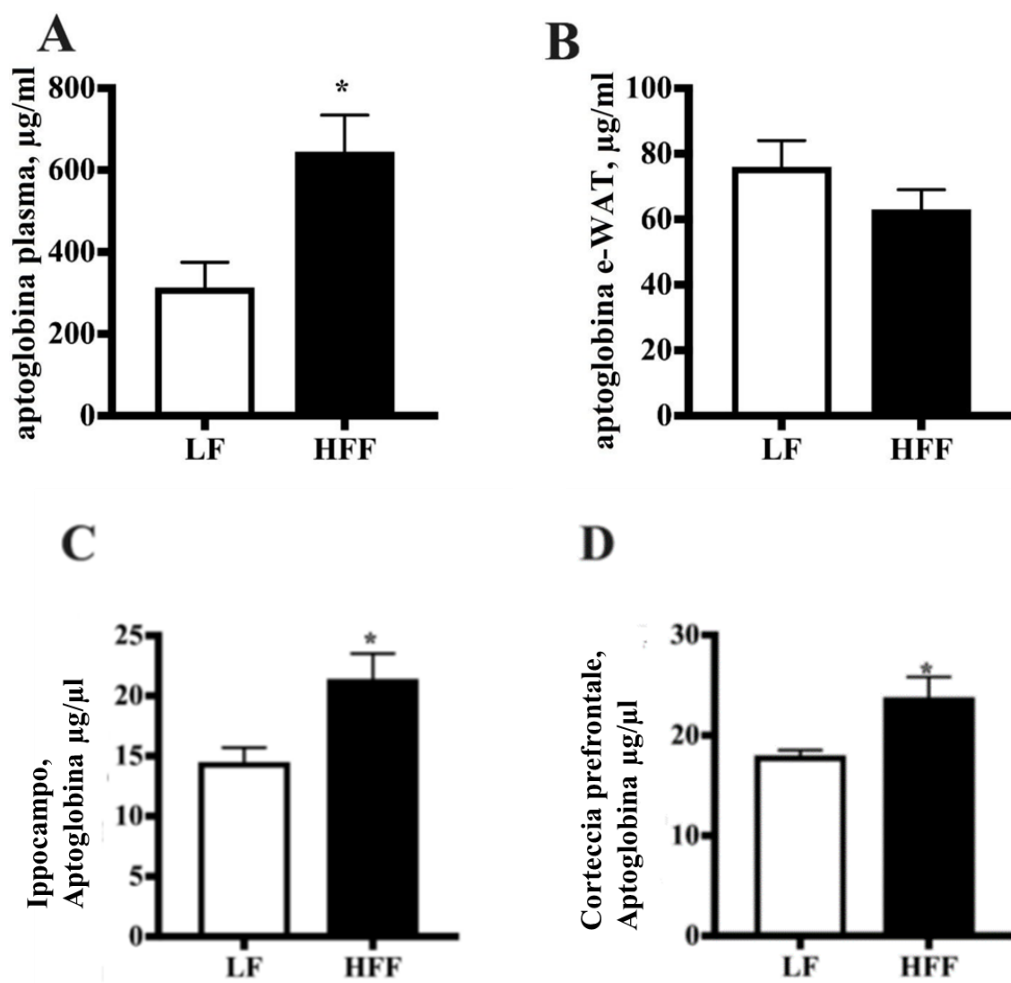 A
aptoglobina plasma, µg/ml
800
600
400
200
0
*
LF
HFF
B
aptoglobina e-WAT, µg/ml
100
80
60
40
20
0
LF
HFF
C
Ippocampo,
Aptoglobina µg/µl
25
20
15
10
5
0
*
LF
HFF
D
Corteccia prefrontale,
Aptoglobina µg/µl
30
20
10
0
*
LF
HFF